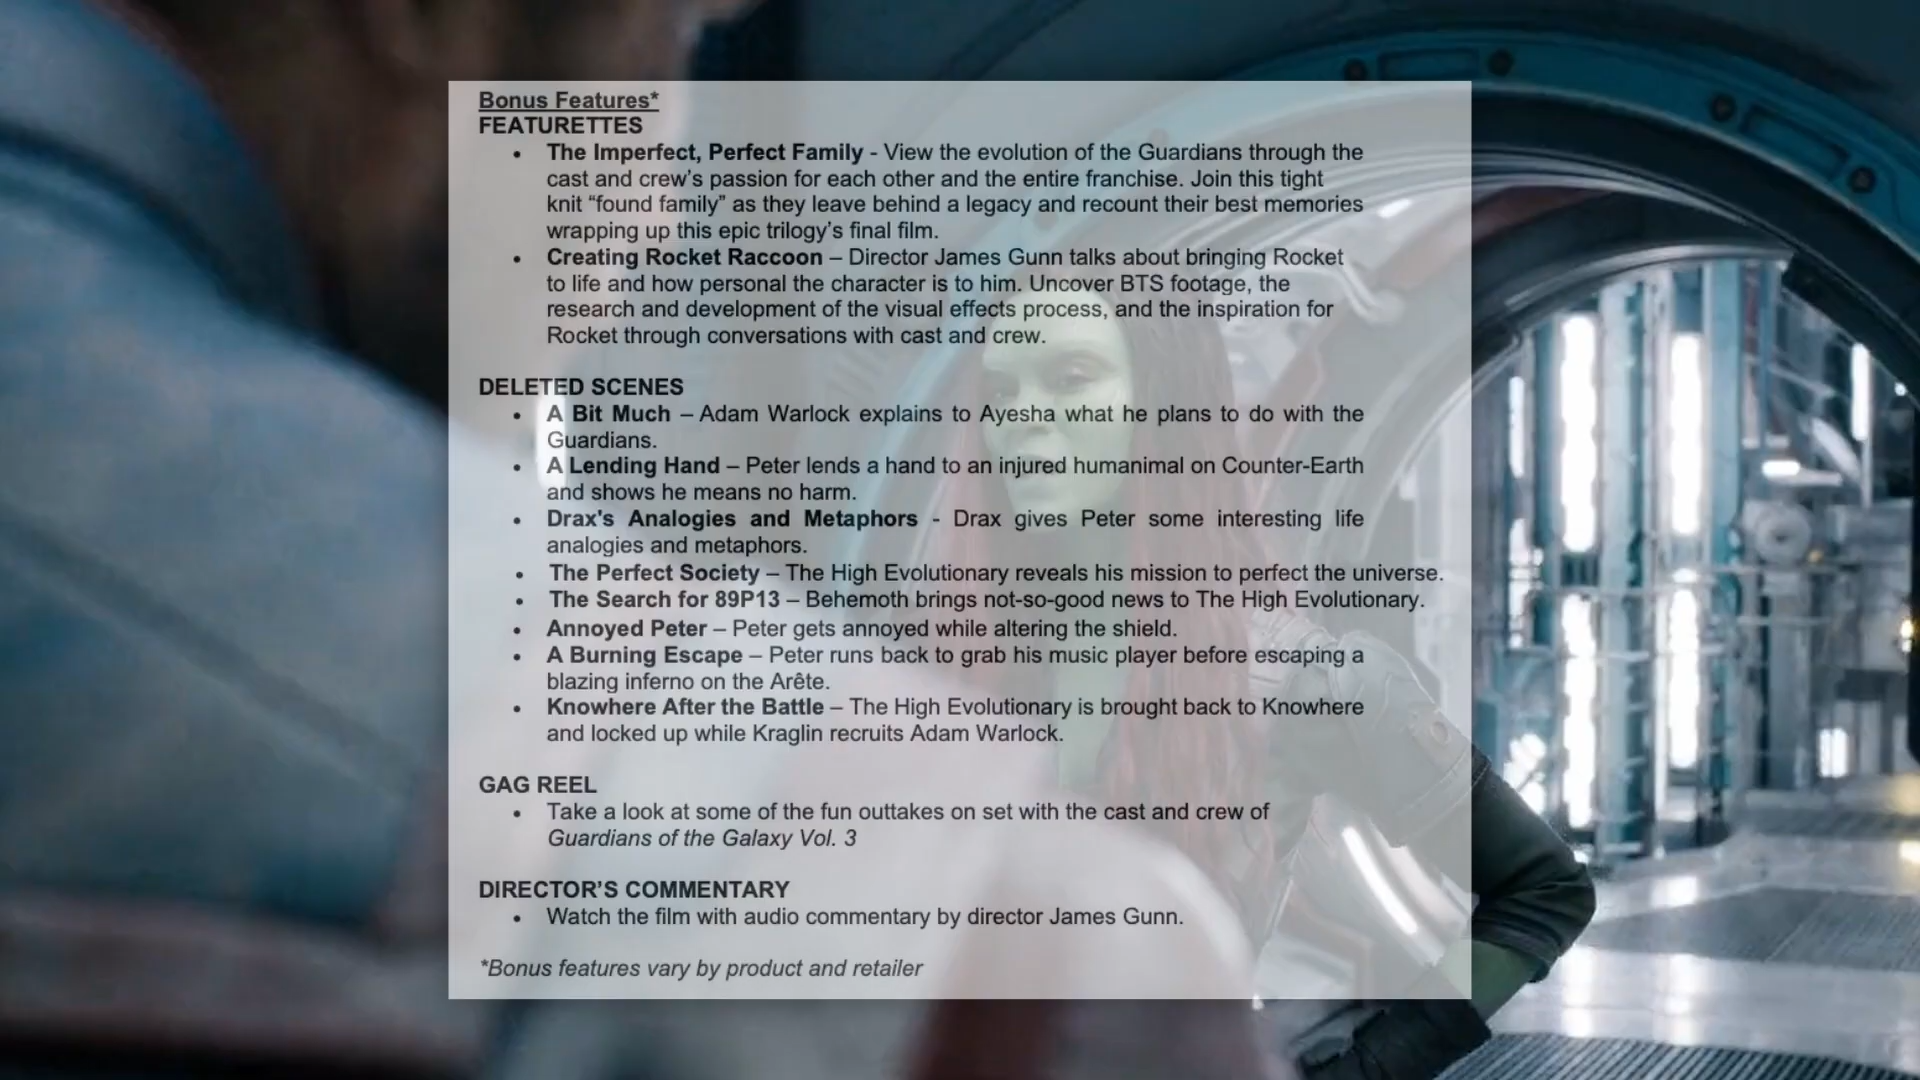 Bonus Features*
FEATURETTES
• The Imperfect, Perfect Family - View the evolution of the Guardians through the
cast and crew’s passion for each other and the entire franchise. Join this tight
knit “found family” as they leave behind a legacy and recount their best memories
wrapping up this epic trilogy’s final film.
• Creating Rocket Raccoon – Director James Gunn talks about bringing Rocket
to life and how personal the character is to him. Uncover BTS footage, the
research and development of the visual effects process, and the inspiration for
Rocket through conversations with cast and crew.
DELETED SCENES
• A Bit Much – Adam Warlock explains to Ayesha what he plans to do with the
Guardians.
• A Lending Hand – Peter lends a hand to an injured humanimal on Counter-Earth
and shows he means no harm.
• Drax's Analogies and Metaphors - Drax gives Peter some interesting life
analogies and metaphors.
• The Perfect Society – The High Evolutionary reveals his mission to perfect the universe.
• The Search for 89P13 – Behemoth brings not-so-good news to The High Evolutionary.
• Annoyed Peter – Peter gets annoyed while altering the shield.
• A Burning Escape – Peter runs back to grab his music player before escaping a
blazing inferno on the Arête.
• Knowhere After the Battle – The High Evolutionary is brought back to Knowhere
and locked up while Kraglin recruits Adam Warlock.
GAG REEL
• Take a look at some of the fun outtakes on set with the cast and crew of
Guardians of the Galaxy Vol. 3
DIRECTOR’S COMMENTARY
• Watch the film with audio commentary by director James Gunn.
*Bonus features vary by product and retailer